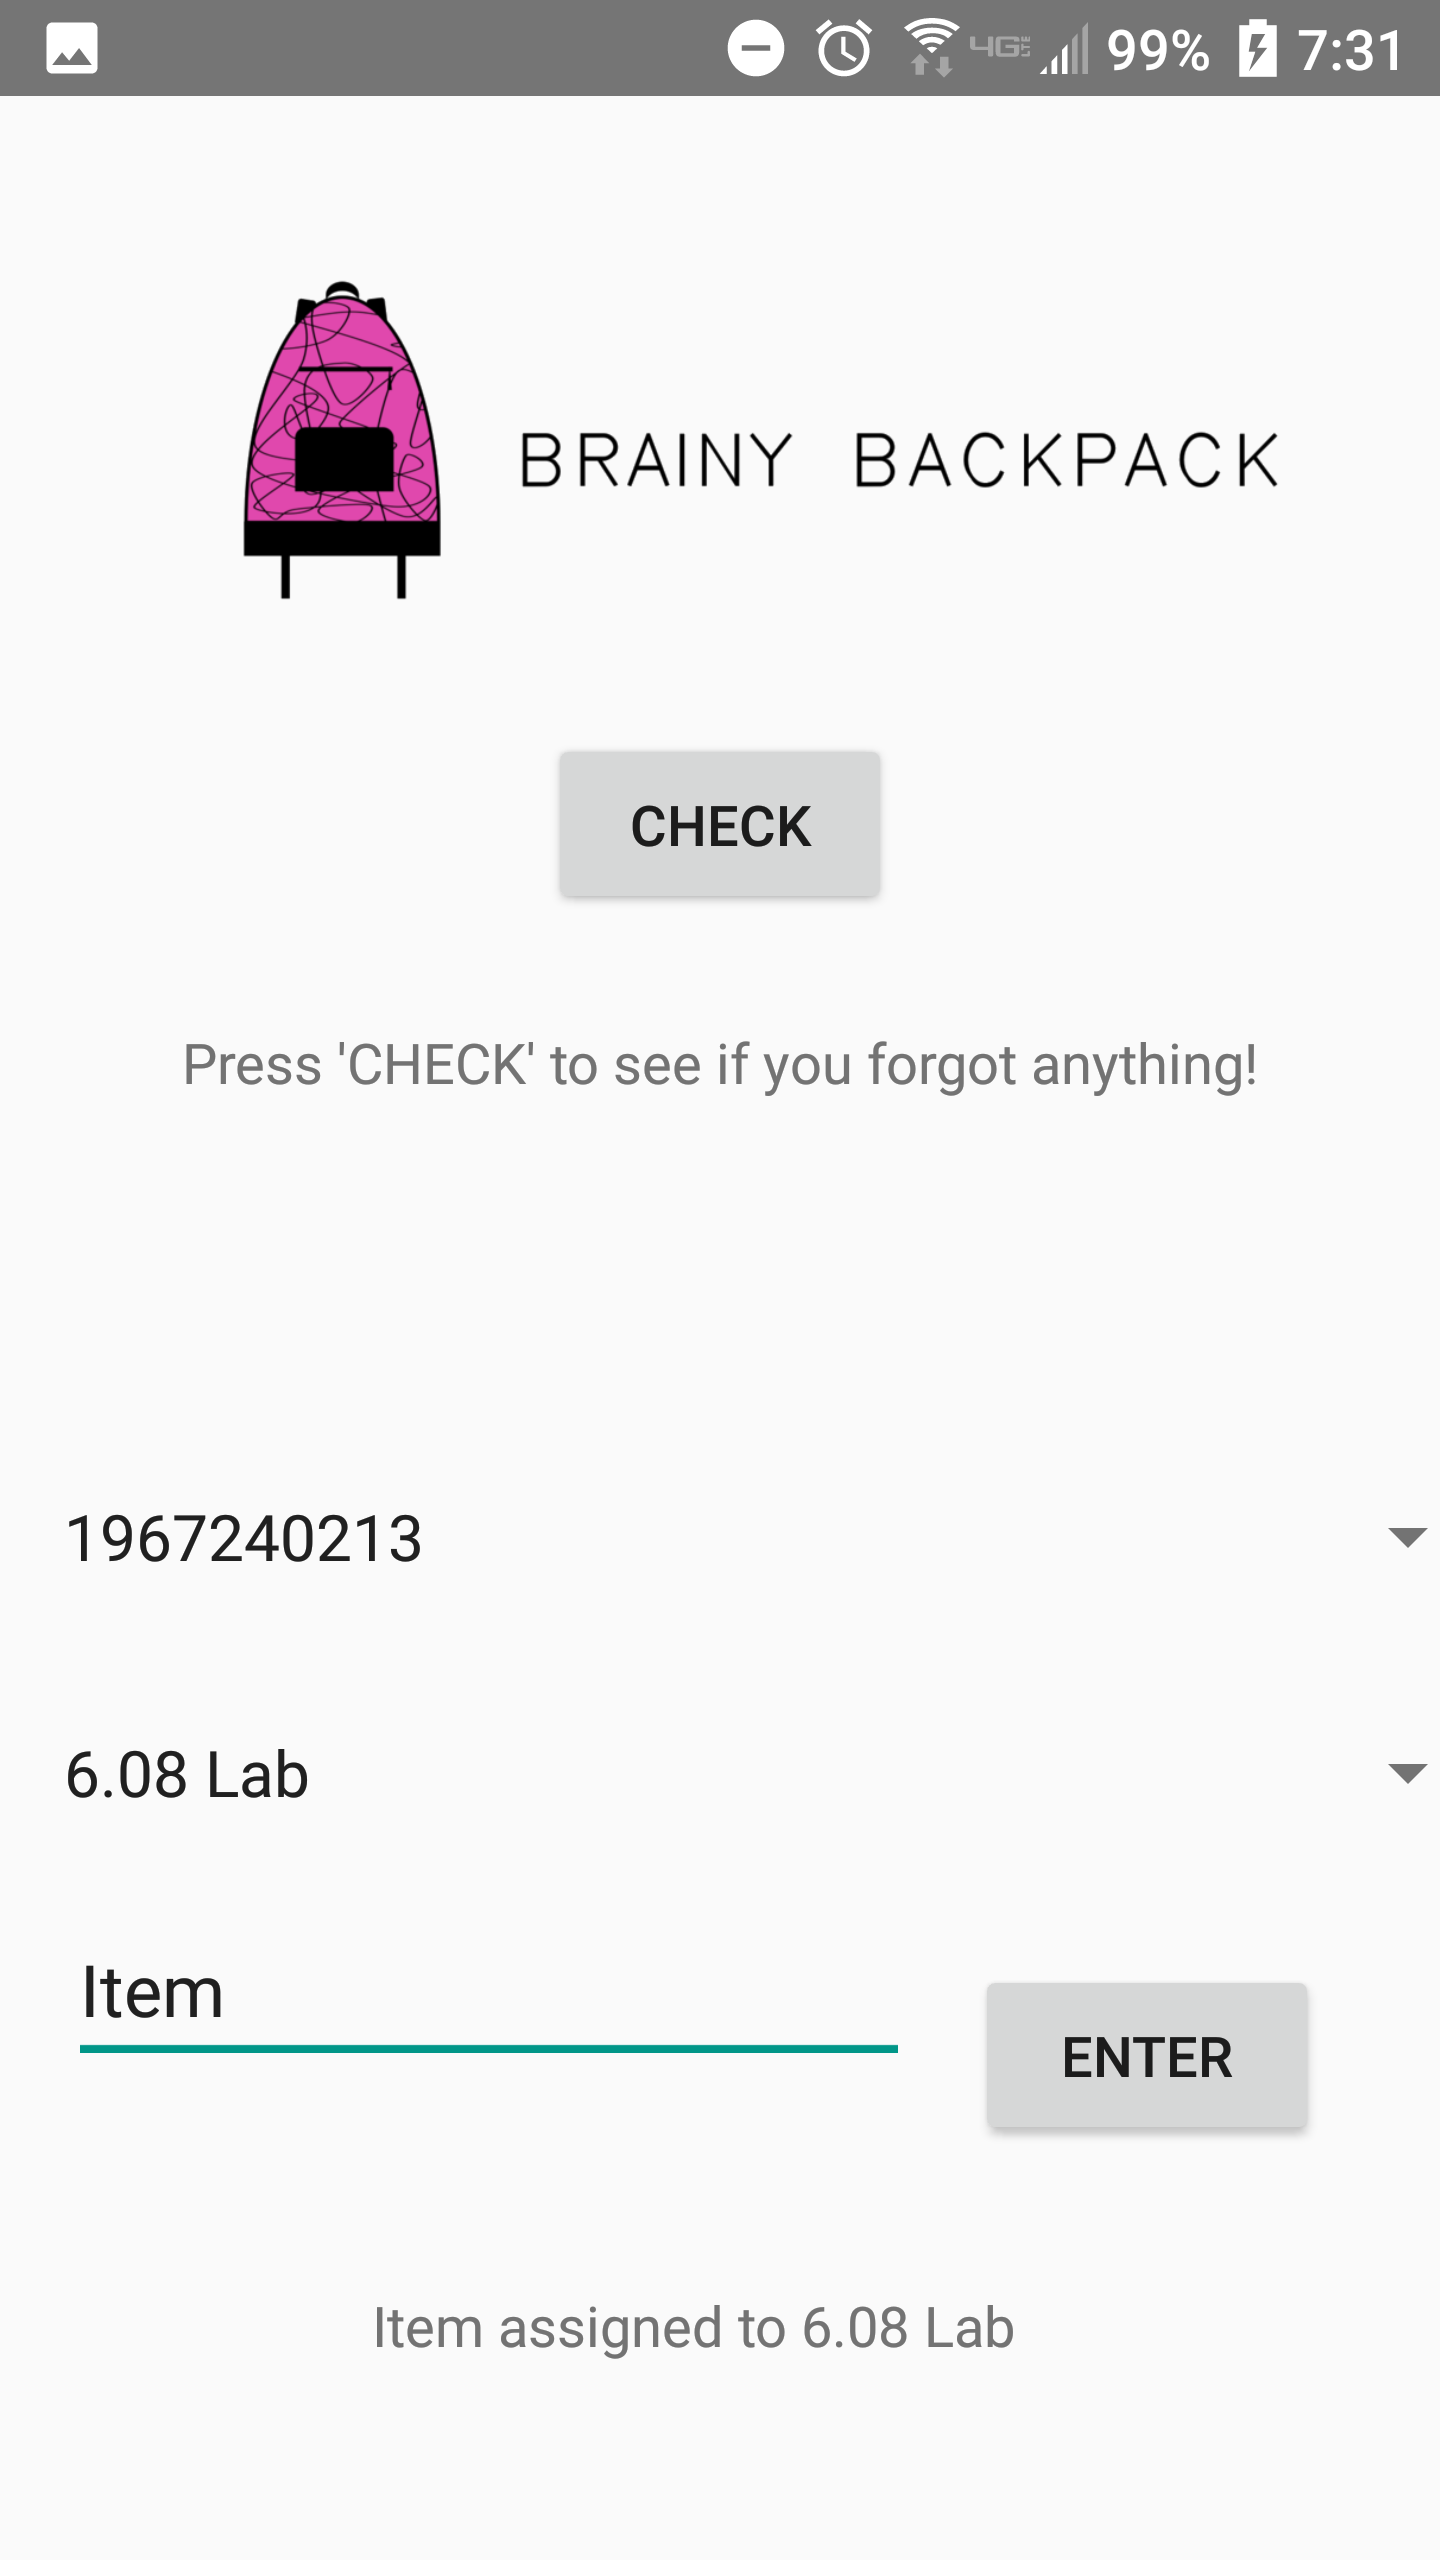 4G LTE 99% 7:31
BRAINY BACKPACK
CHECK
Press 'CHECK' to see if you forgot anything!
1967240213
6.08 Lab
Item
ENTER
Item assigned to 6.08 Lab